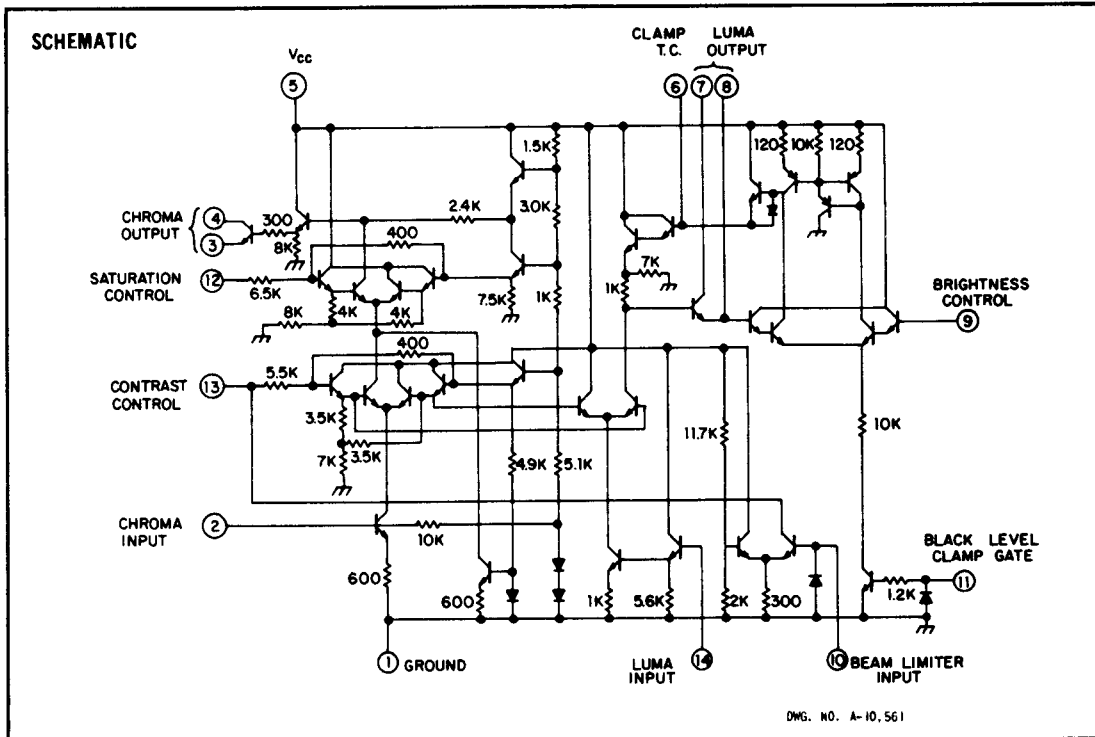 SCHEMATIC
CLAMP T.C.
LUMA OUTPUT
Vcc
5
6
7
8
1.5K
120
10K
120
CHROMA OUTPUT
4
3
300
8K
2.4K
3.0K
400
7K
SATURATION CONTROL
12
6.5K
8K
4K
4K
7.5K
1K
1K
BRIGHTNESS CONTROL
9
400
CONTRAST CONTROL
13
5.5K
3.5K
3.5K
7K
4.9K
5.1K
11.7K
10K
CHROMA INPUT
2
10K
600
600
1K
5.6K
2K
300
1.2K
BLACK LEVEL CLAMP GATE
11
1
GROUND
LUMA INPUT
14
10
BEAM LIMITER INPUT
DWG. NO. A-10,561